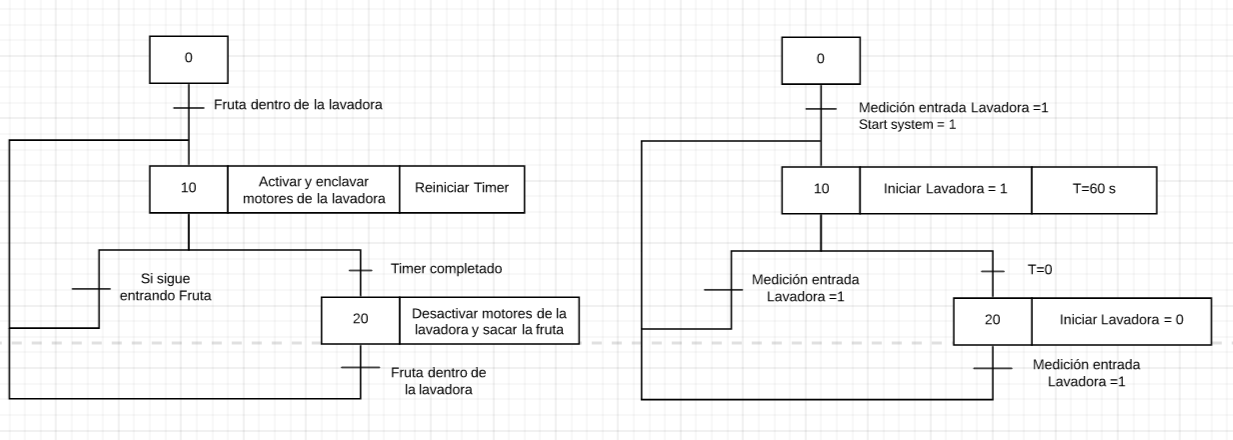 0
Fruta dentro de la lavadora
10
Activar y enclavar
motores de la lavadora
Reiniciar Timer
Si sigue
entrando Fruta
Timer completado
20
Desactivar motores de la
lavadora y sacar la fruta
Fruta dentro de
la lavadora
0
Medición entrada Lavadora =1
Start system = 1
10
Iniciar Lavadora = 1
T=60 s
Medición entrada
Lavadora =1
T=0
20
Iniciar Lavadora = 0
Medición entrada
Lavadora =1